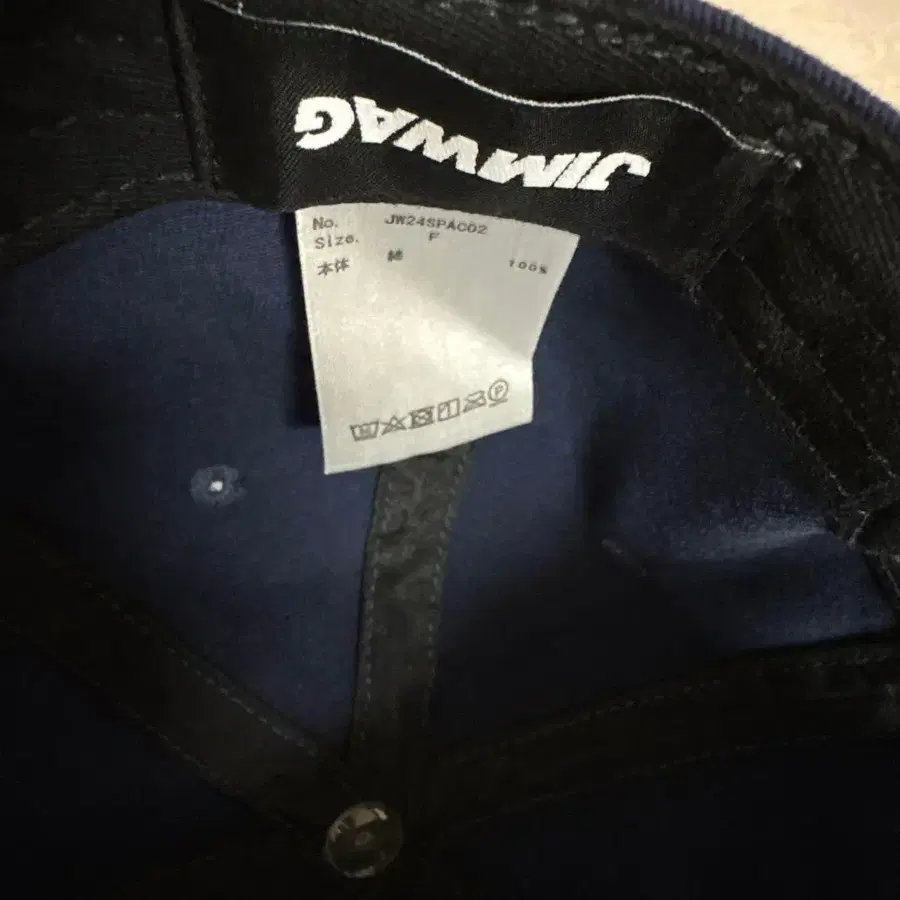 JIMWAG
No. JW24SPAC02
Size. F
本体 綿 100%